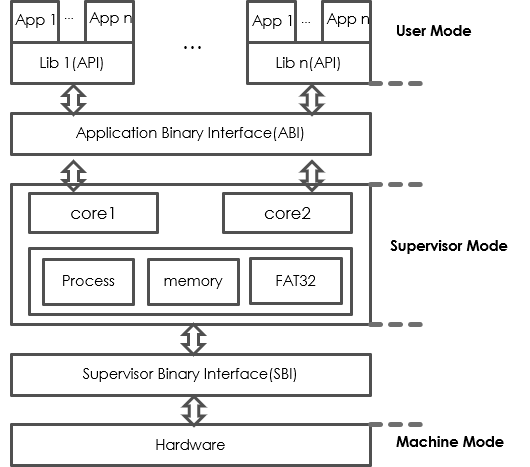 App 1 ... App n ... App 1 ... App n
User Mode
Lib 1(API) Lib n(API)
Application Binary Interface(ABI)
core1 core2
Supervisor Mode
Process memory FAT32
Supervisor Binary Interface(SBI)
Hardware
Machine Mode